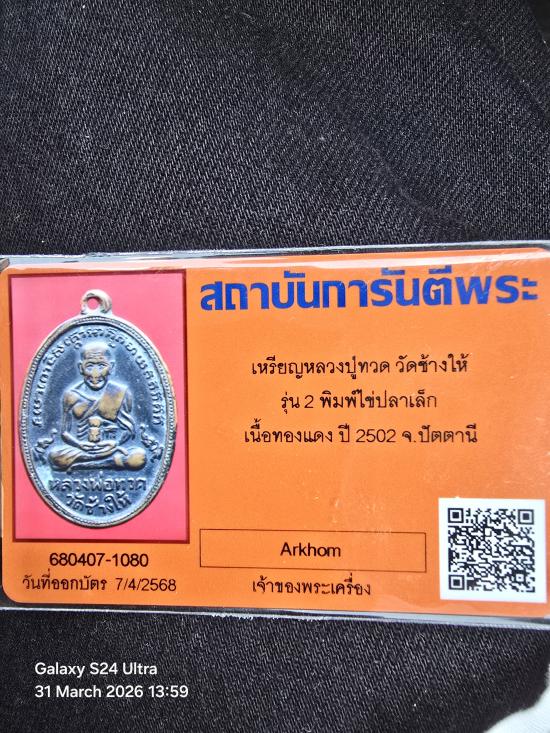 สถาบันการันตีพระ
เหรียญหลวงปู่ทวด วัดช้างให้
รุ่น 2 พิมพ์ไข่ปลาเล็ก
เนื้อทองแดง ปี 2502 จ.ปัตตานี
หลวงพ่อทวด
วัดช้างให้
680407-1080
วันที่ออกบัตร 7/4/2568
Arkhom
เจ้าของพระเครื่อง
Galaxy S24 Ultra
31 March 2026 13:59